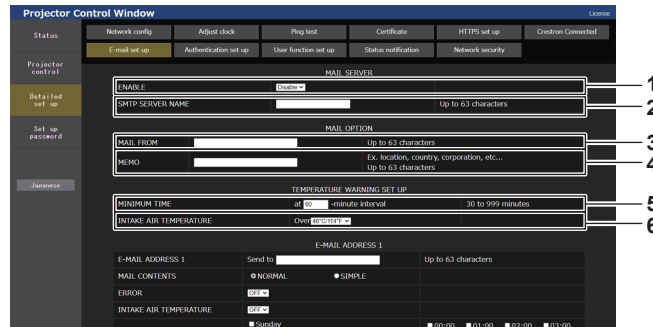 Projector Control Window
License
Status
Network config
Adjust clock
Ping test
Certificate
HTTPS set up
Crestron Connected
E-mail set up
Authentication set up
User function set up
Status notification
Network security
Projector control
Detailed set up
Set up password
Japanese
MAIL SERVER
ENABLE
Disable
1
SMTP SERVER NAME
Up to 63 characters
2
MAIL OPTION
MAIL FROM
Up to 63 characters
3
MEMO
Ex. location, country, corporation, etc...
Up to 63 characters
4
TEMPERATURE WARNING SET UP
MINIMUM TIME
at 60 -minute interval
30 to 999 minutes
5
INTAKE AIR TEMPERATURE
Over 46°C/114°F
6
E-MAIL ADDRESS 1
E-MAIL ADDRESS 1
Send to
Up to 63 characters
MAIL CONTENTS
NORMAL
SIMPLE
ERROR
OFF
INTAKE AIR TEMPERATURE
OFF
Sunday
00:00
01:00
02:00
03:00